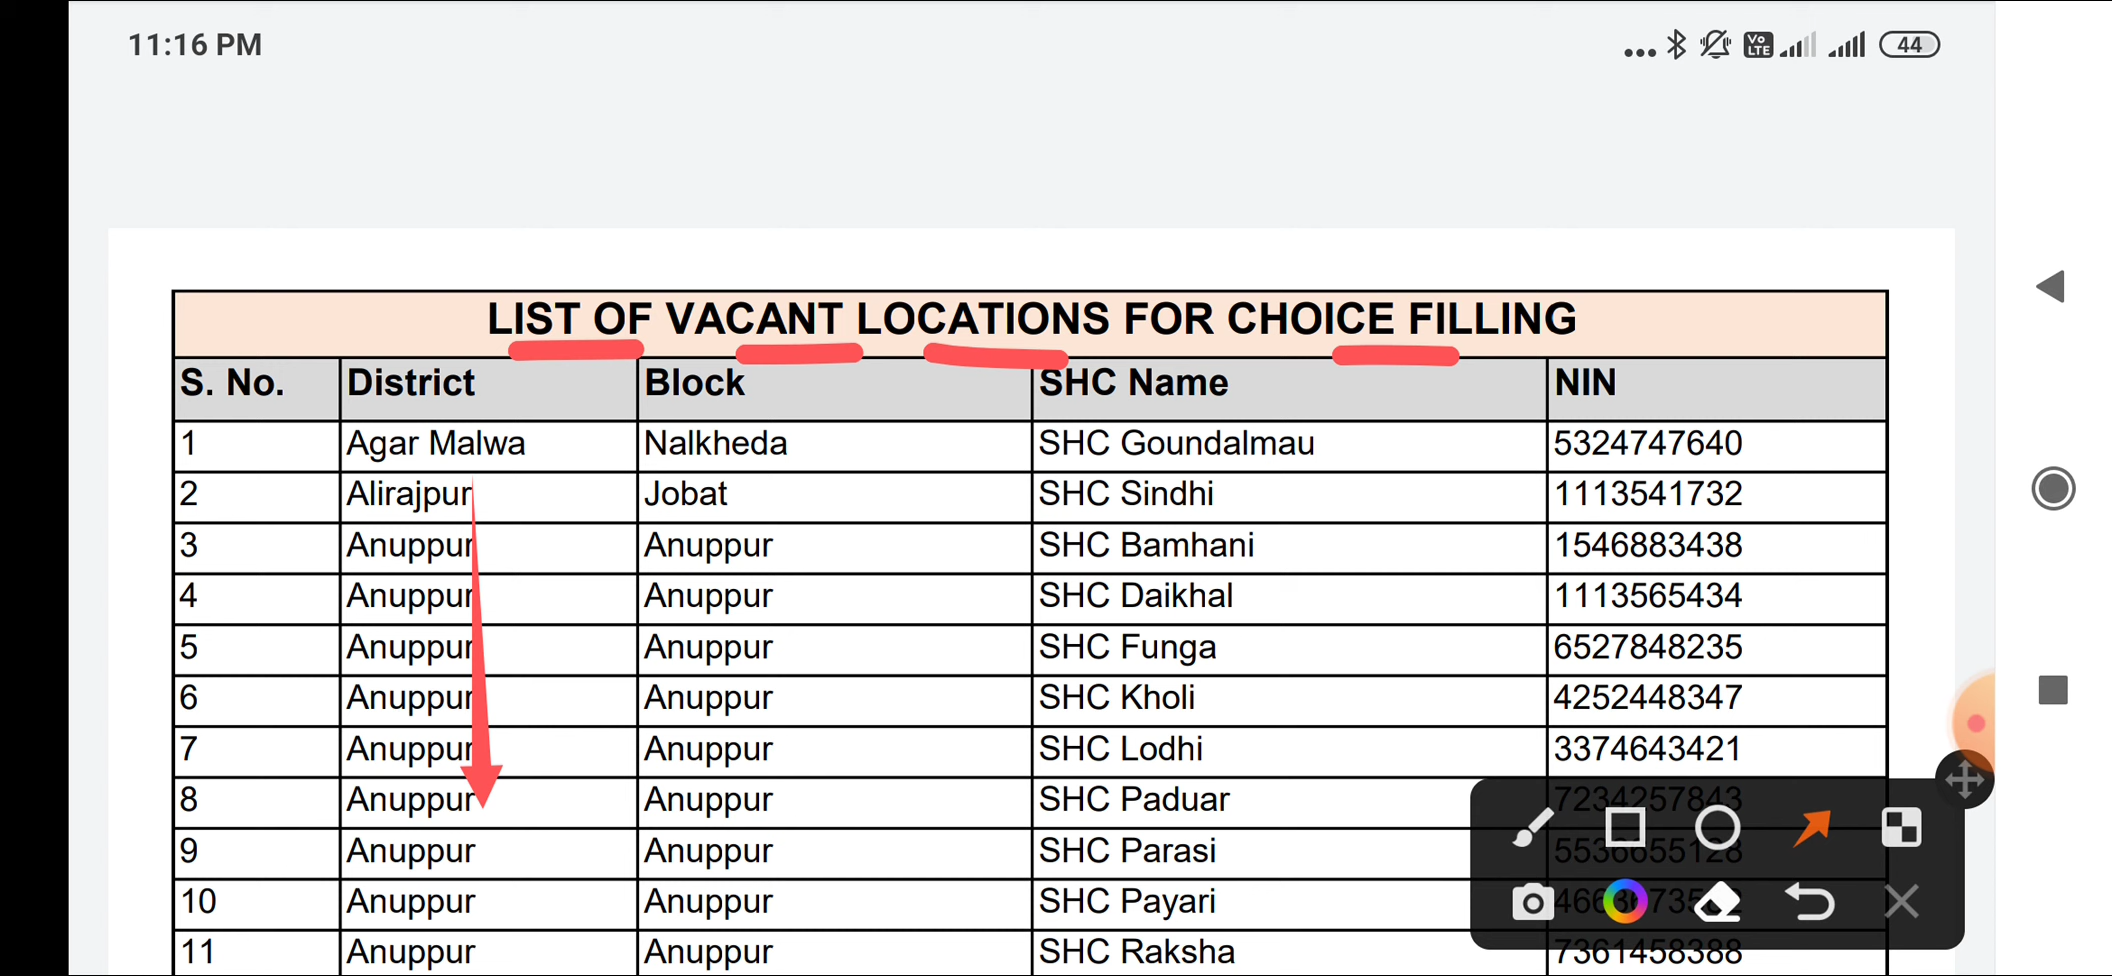 11:16 PM
Vo LTE 44
LIST OF VACANT LOCATIONS FOR CHOICE FILLING
S. No. District Block SHC Name NIN
1 Agar Malwa Nalkheda SHC Goundalmau 5324747640
2 Alirajpur Jobat SHC Sindhi 1113541732
3 Anuppur Anuppur SHC Bamhani 1546883438
4 Anuppur Anuppur SHC Daikhal 1113565434
5 Anuppur Anuppur SHC Funga 6527848235
6 Anuppur Anuppur SHC Kholi 4252448347
7 Anuppur Anuppur SHC Lodhi 3374643421
8 Anuppur Anuppur SHC Paduar 7234257843
9 Anuppur Anuppur SHC Parasi 5536655128
10 Anuppur Anuppur SHC Payari
11 Anuppur Anuppur SHC Raksha 7361458388